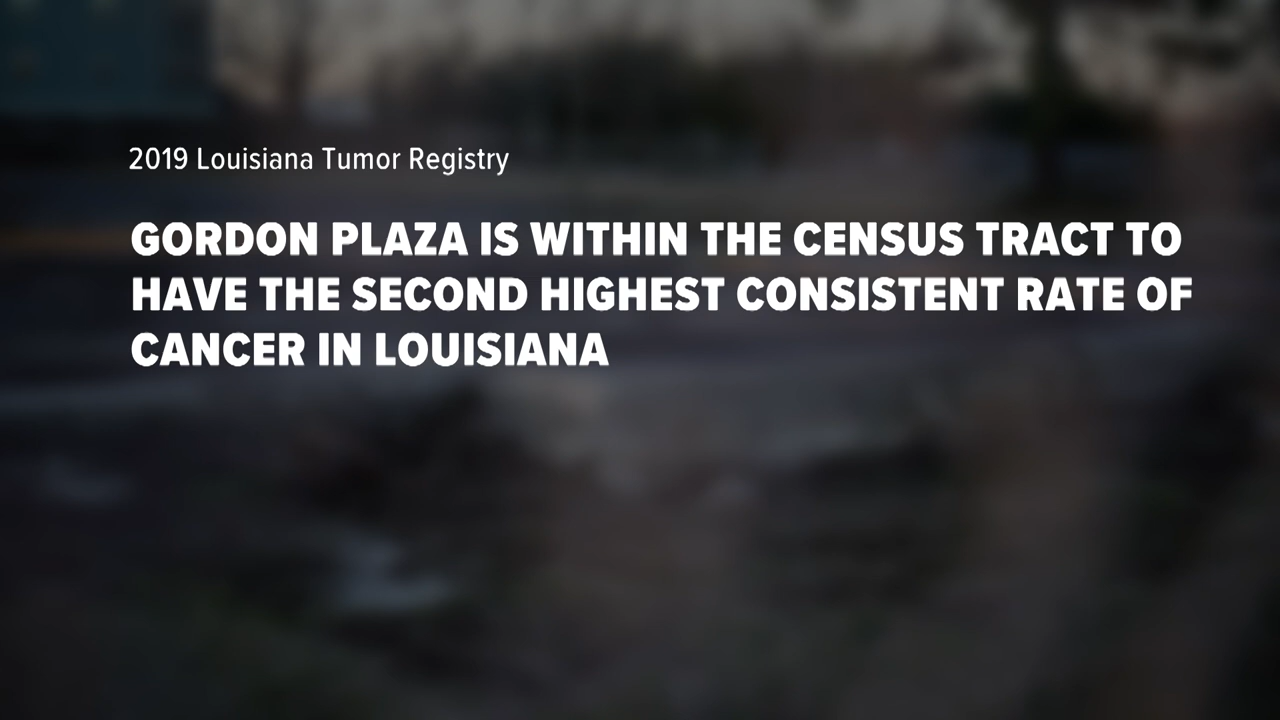 2019 Louisiana Tumor Registry
GORDON PLAZA IS WITHIN THE CENSUS TRACT TO
HAVE THE SECOND HIGHEST CONSISTENT RATE OF
CANCER IN LOUISIANA